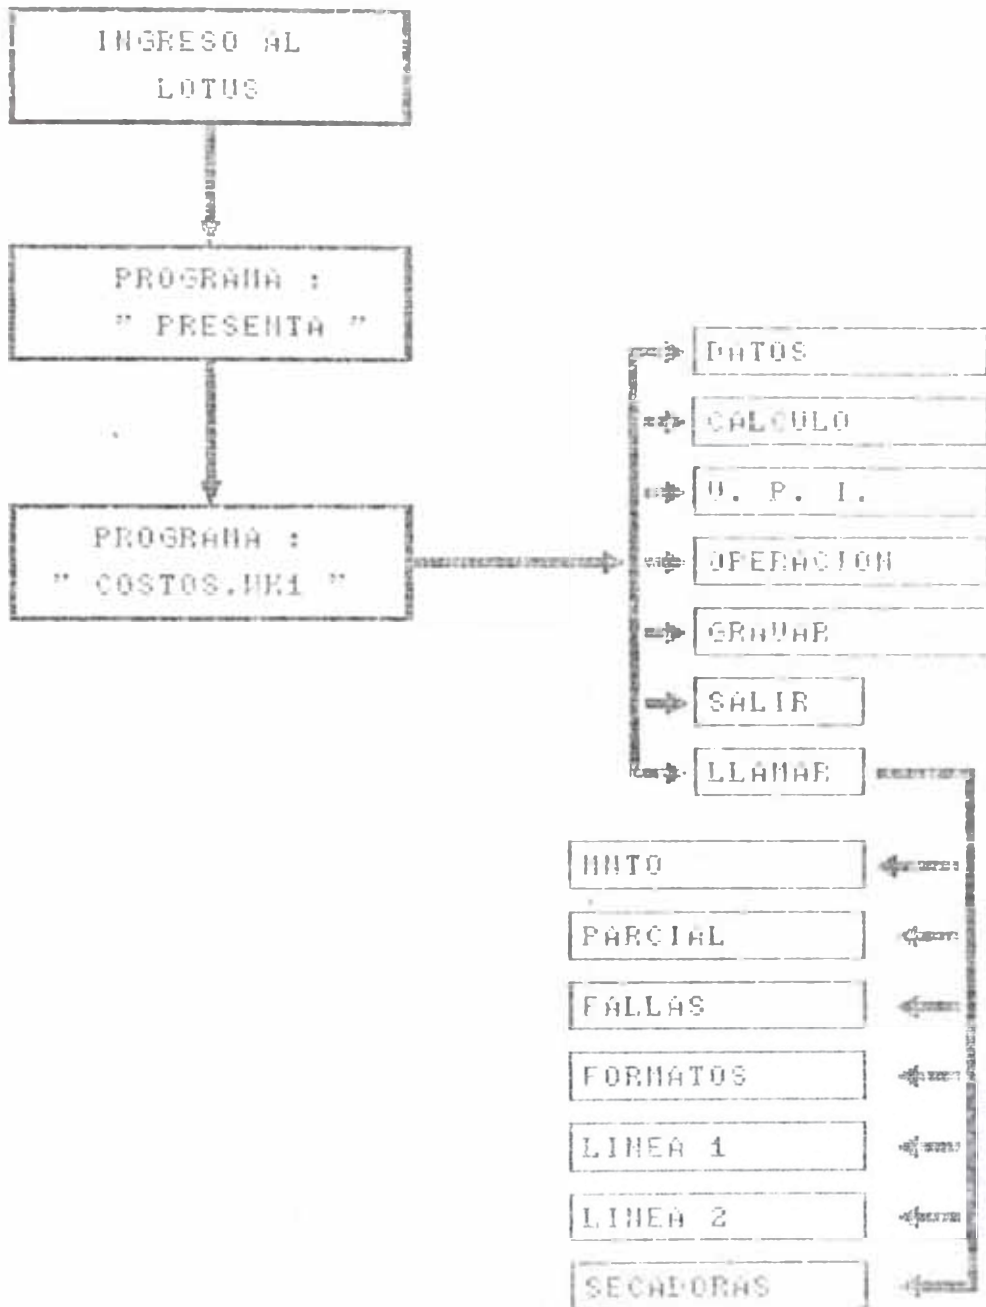 INGRESO AL
LOTUS
PROGRAMA :
" PRESENTA "
PROGRAMA :
" COSTOS.WK1 "
DATOS
CALCULO
U. P. I.
OPERACION
GRAVAR
SALIR
LLAMAR
MNTO
PARCIAL
FALLAS
FORMATOS
LINEA 1
LINEA 2
SECADORAS